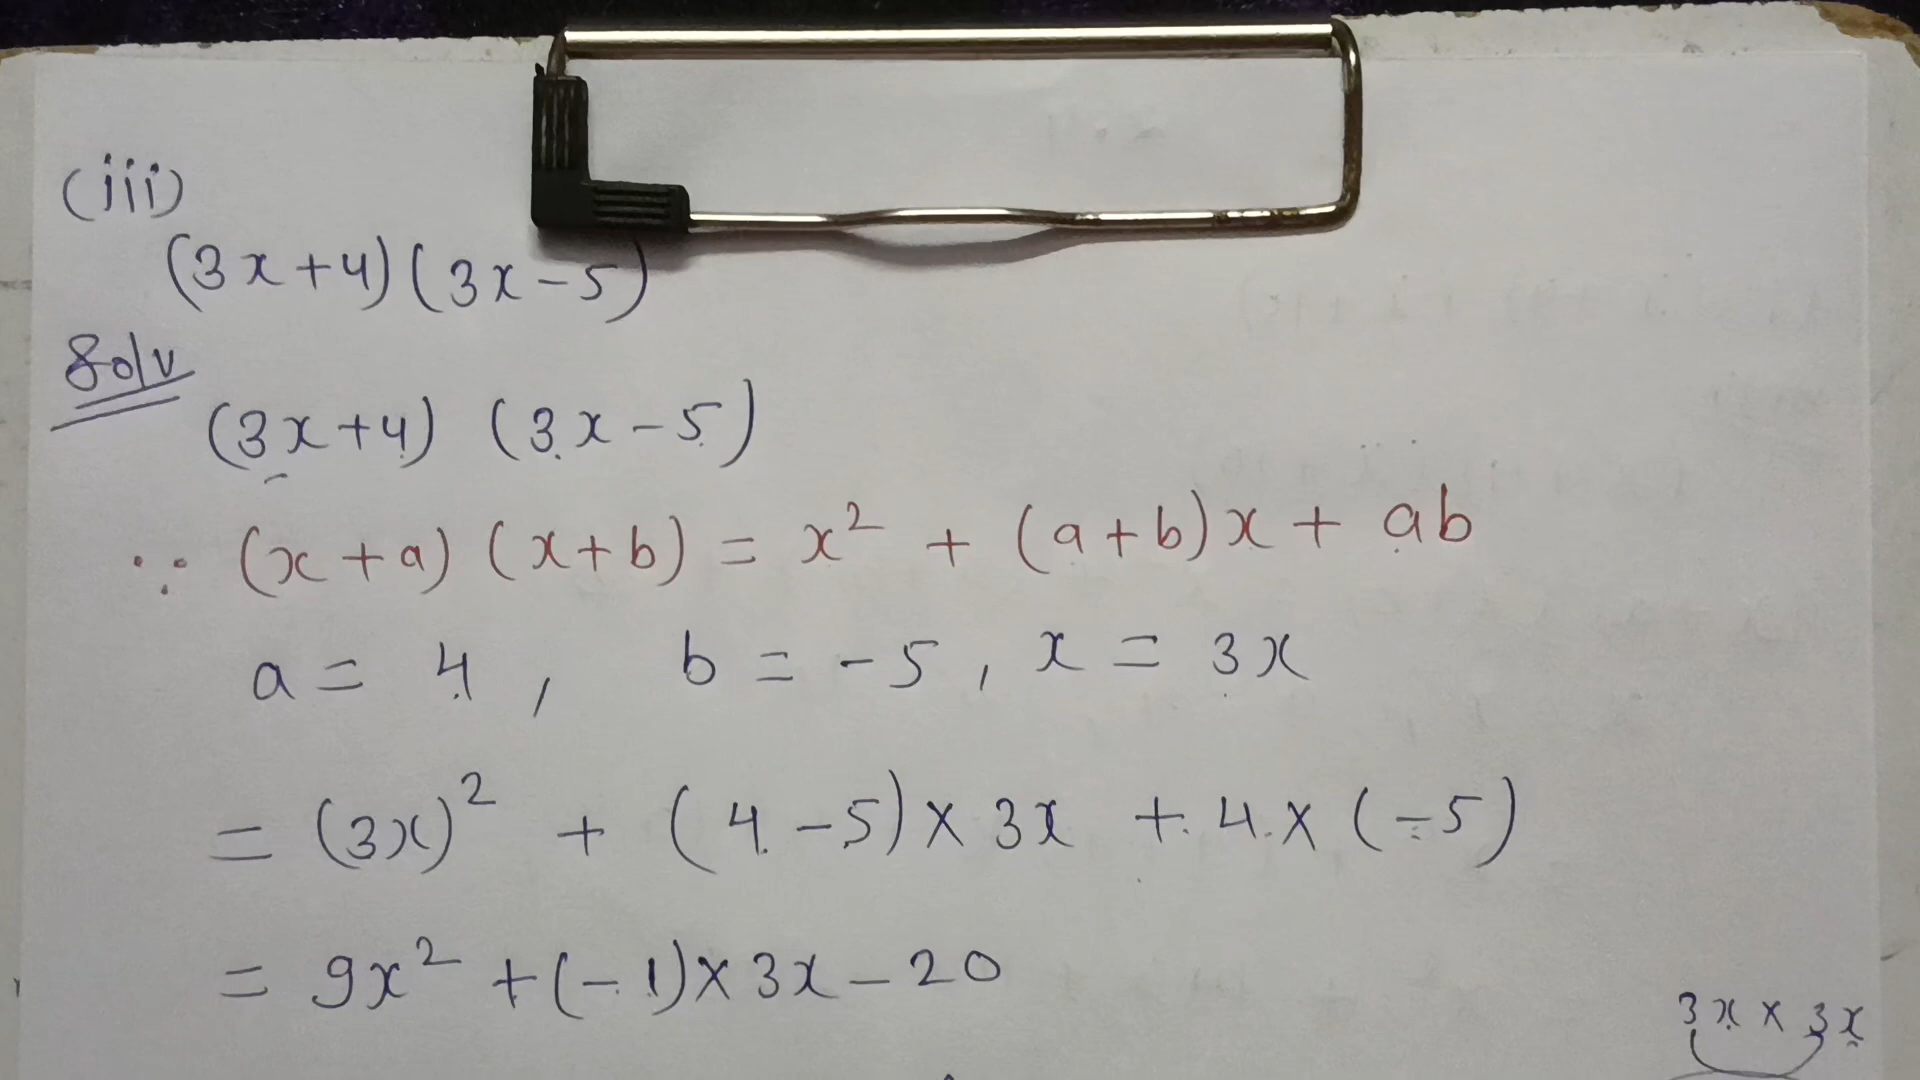 (iii)
(3x+4)(3x-5)
Solv
(3x+4) (3x-5)
∵ (x+a) (x+b) = x² + (a+b)x + ab
a = 4 , b = -5, x = 3x
= (3x)² + (4-5)×3x + 4×(-5)
= 9x² + (-1)×3x - 20
3x × 3x